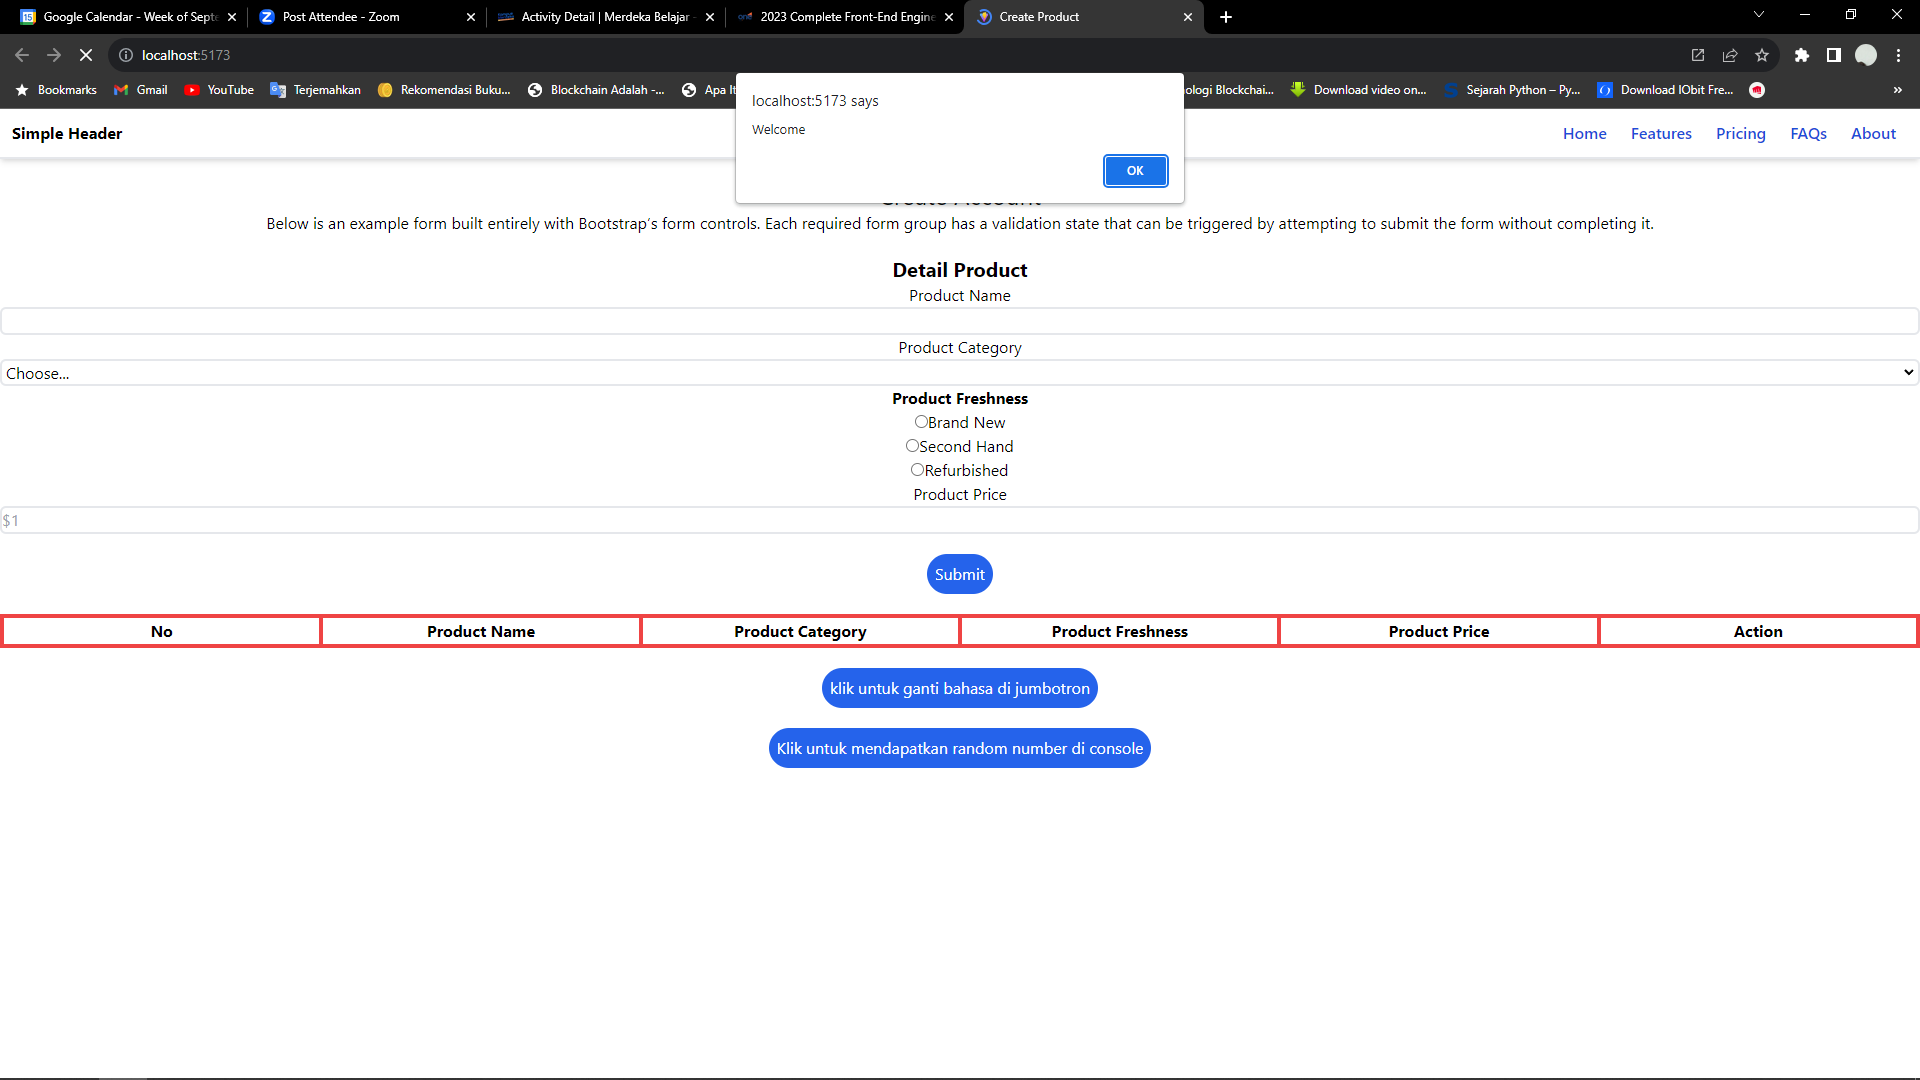 Google Calendar - Week of Septe
Post Attendee - Zoom
Activity Detail | Merdeka Belajar -
2023 Complete Front-End Engine
Create Product
localhost:5173
Bookmarks
Gmail
YouTube
Terjemahkan
Rekomendasi Buku...
Blockchain Adalah -...
Apa It
ologi Blockchai...
Download video on...
Sejarah Python – Py...
Download IObit Fre...
»
localhost:5173 says
Welcome
OK
Simple Header
Home
Features
Pricing
FAQs
About
Create Account
Below is an example form built entirely with Bootstrap’s form controls. Each required form group has a validation state that can be triggered by attempting to submit the form without completing it.
Detail Product
Product Name
Product Category
Choose...
Product Freshness
Brand New
Second Hand
Refurbished
Product Price
$1
Submit
No Product Name Product Category Product Freshness Product Price Action
klik untuk ganti bahasa di jumbotron
Klik untuk mendapatkan random number di console